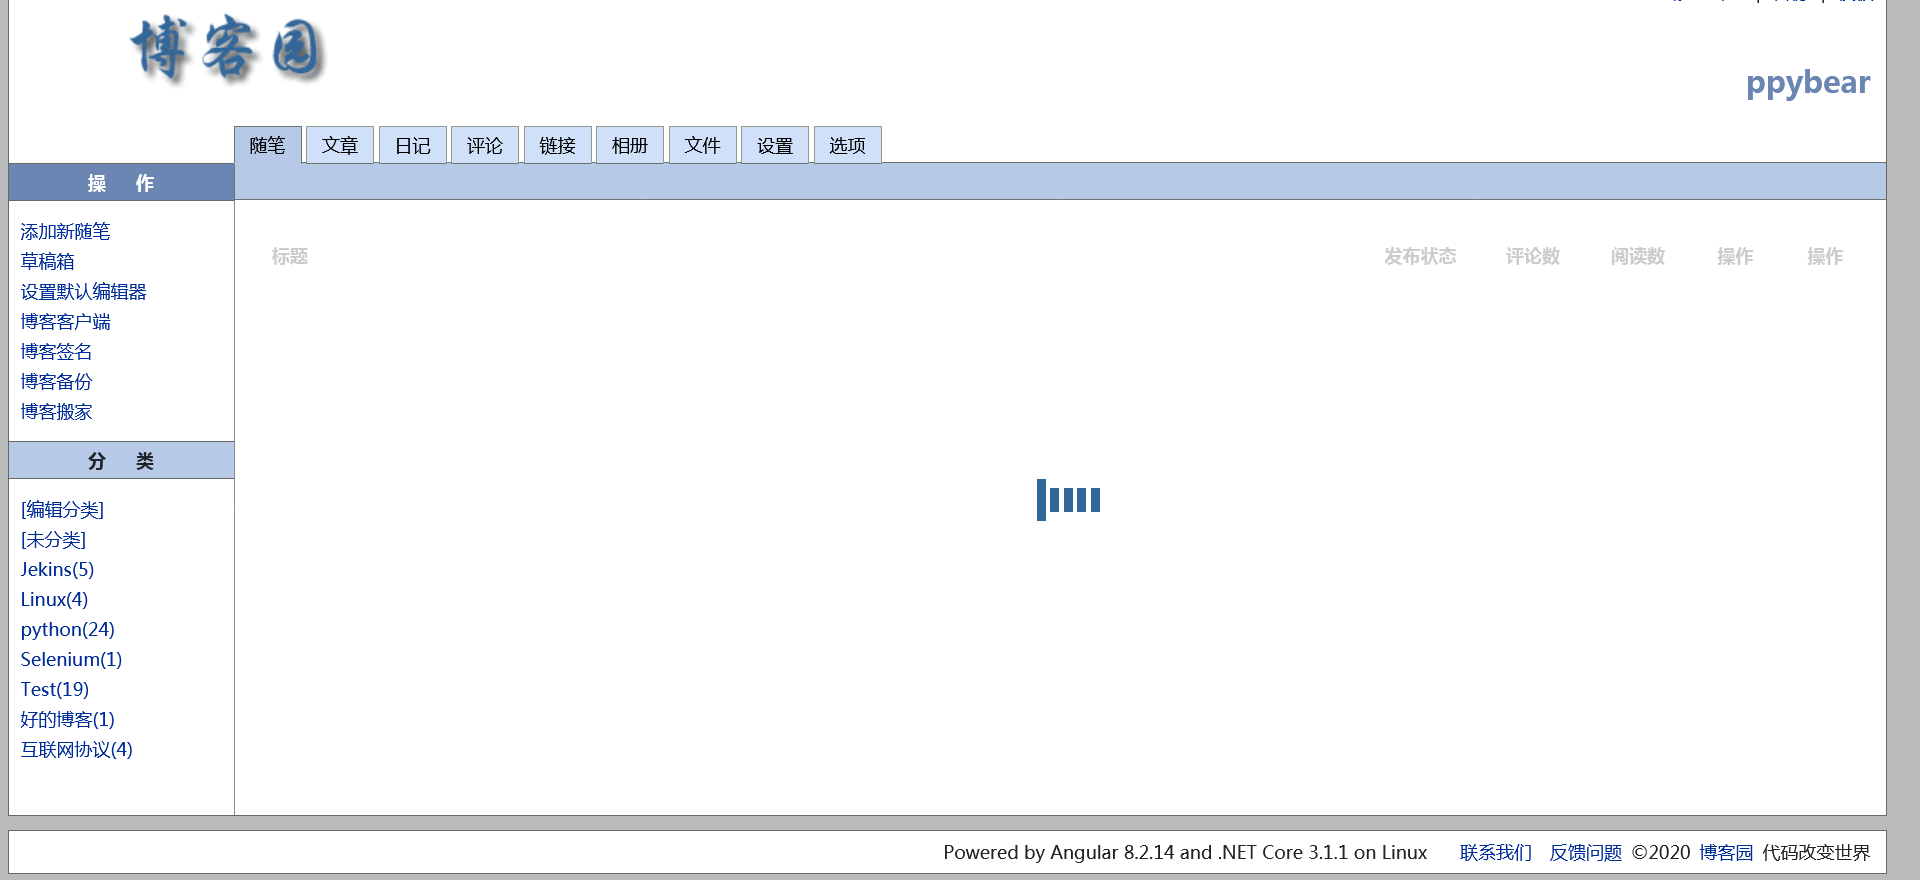 博客园
ppybear
随笔 文章 日记 评论 链接 相册 文件 设置 选项
操 作
添加新随笔
草稿箱
设置默认编辑器
博客客户端
博客签名
博客备份
博客搬家
分 类
[编辑分类]
[未分类]
Jekins(5)
Linux(4)
python(24)
Selenium(1)
Test(19)
好的博客(1)
互联网协议(4)
标题 发布状态 评论数 阅读数 操作 操作
Powered by Angular 8.2.14 and .NET Core 3.1.1 on Linux 联系我们 反馈问题 ©2020 博客园 代码改变世界